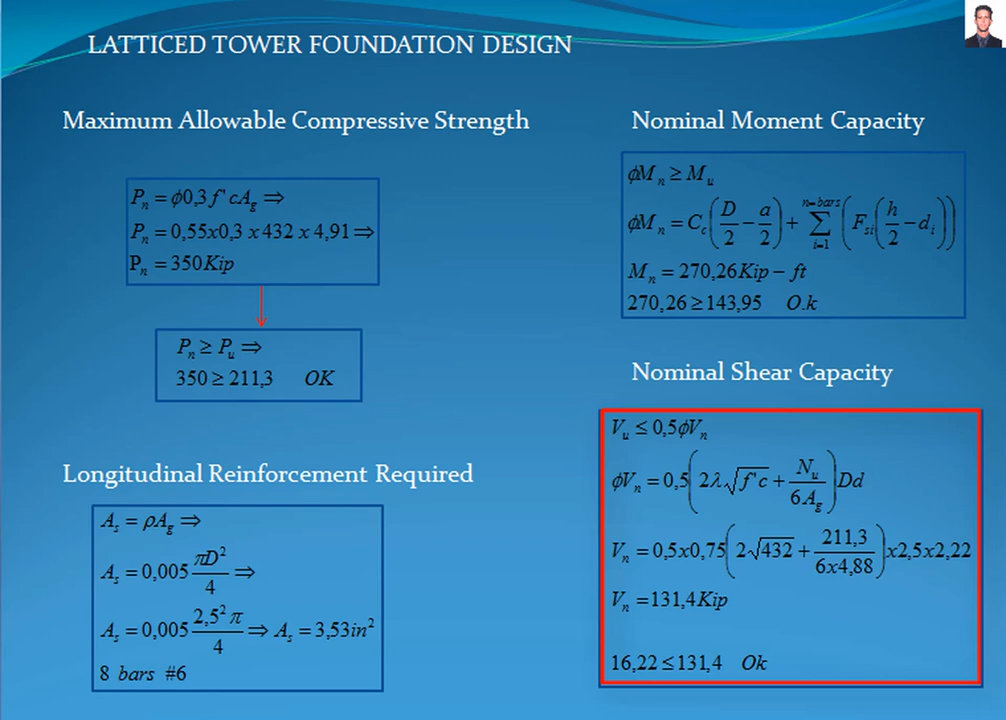 LATTICED TOWER FOUNDATION DESIGN
Maximum Allowable Compressive Strength
P_n = ϕ0,3 f' cA_g ⇒
P_n = 0,55x0,3 x 432 x 4,91 ⇒
P_n = 350Kip
P_n ≥ P_u ⇒
350 ≥ 211,3 OK
Longitudinal Reinforcement Required
A_s = ρA_g ⇒
A_s = 0,005 πD²/4 ⇒
A_s = 0,005 2,5² π/4 ⇒ A_s = 3,53in²
8 bars #6
Nominal Moment Capacity
ϕM_n ≥ M_u
ϕM_n = C_c(D/2 − a/2) + ∑_{i=1}^{n=bars}(F_si(h/2 − d_i))
M_n = 270,26Kip − ft
270,26 ≥ 143,95 O.k
Nominal Shear Capacity
V_u ≤ 0,5ϕV_n
ϕV_n = 0,5(2λ√f'c + N_u/6A_g)Dd
V_n = 0,5x0,75(2√432 + 211,3/6x4,88)x2,5x2,22
V_n = 131,4Kip
16,22 ≤ 131,4 Ok